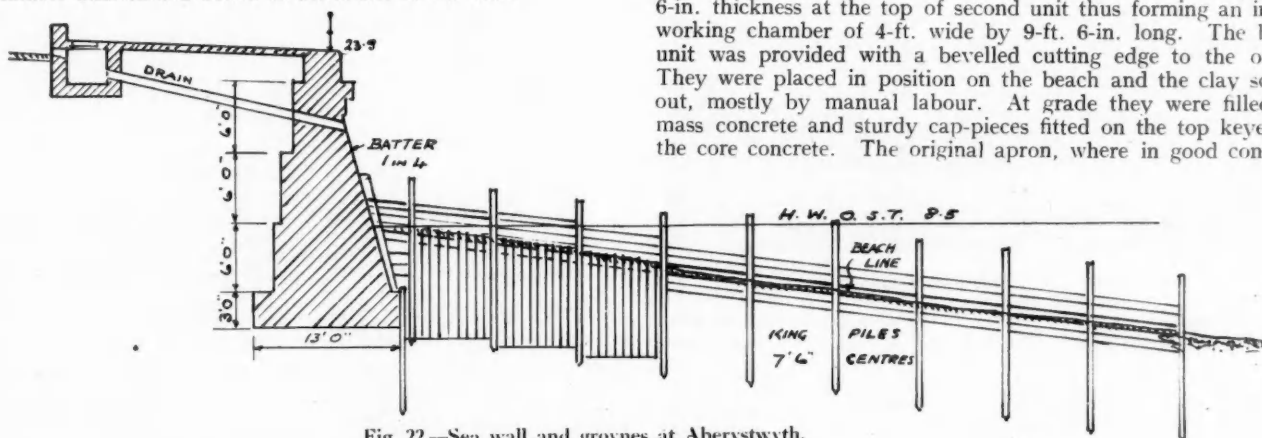 6-in. thickness at the top of second unit thus forming an
working chamber of 4-ft. wide by 9-ft. 6-in. long. The
unit was provided with a bevelled cutting edge to the
They were placed in position on the beach and the clay
out, mostly by manual labour. At grade they were filled
mass concrete and sturdy cap-pieces fitted on the top
the core concrete. The original apron, where in good
23·9
DRAIN
6'0"
6'0"
6'0"
3'0"
13'0"
BATTER
1 in 4
H. W. O. S. T. 8·5
BEACH
LINE
KING PILES
7'6" CENTRES
Fig. 22.—Sea wall and groynes at Aberystwyth.